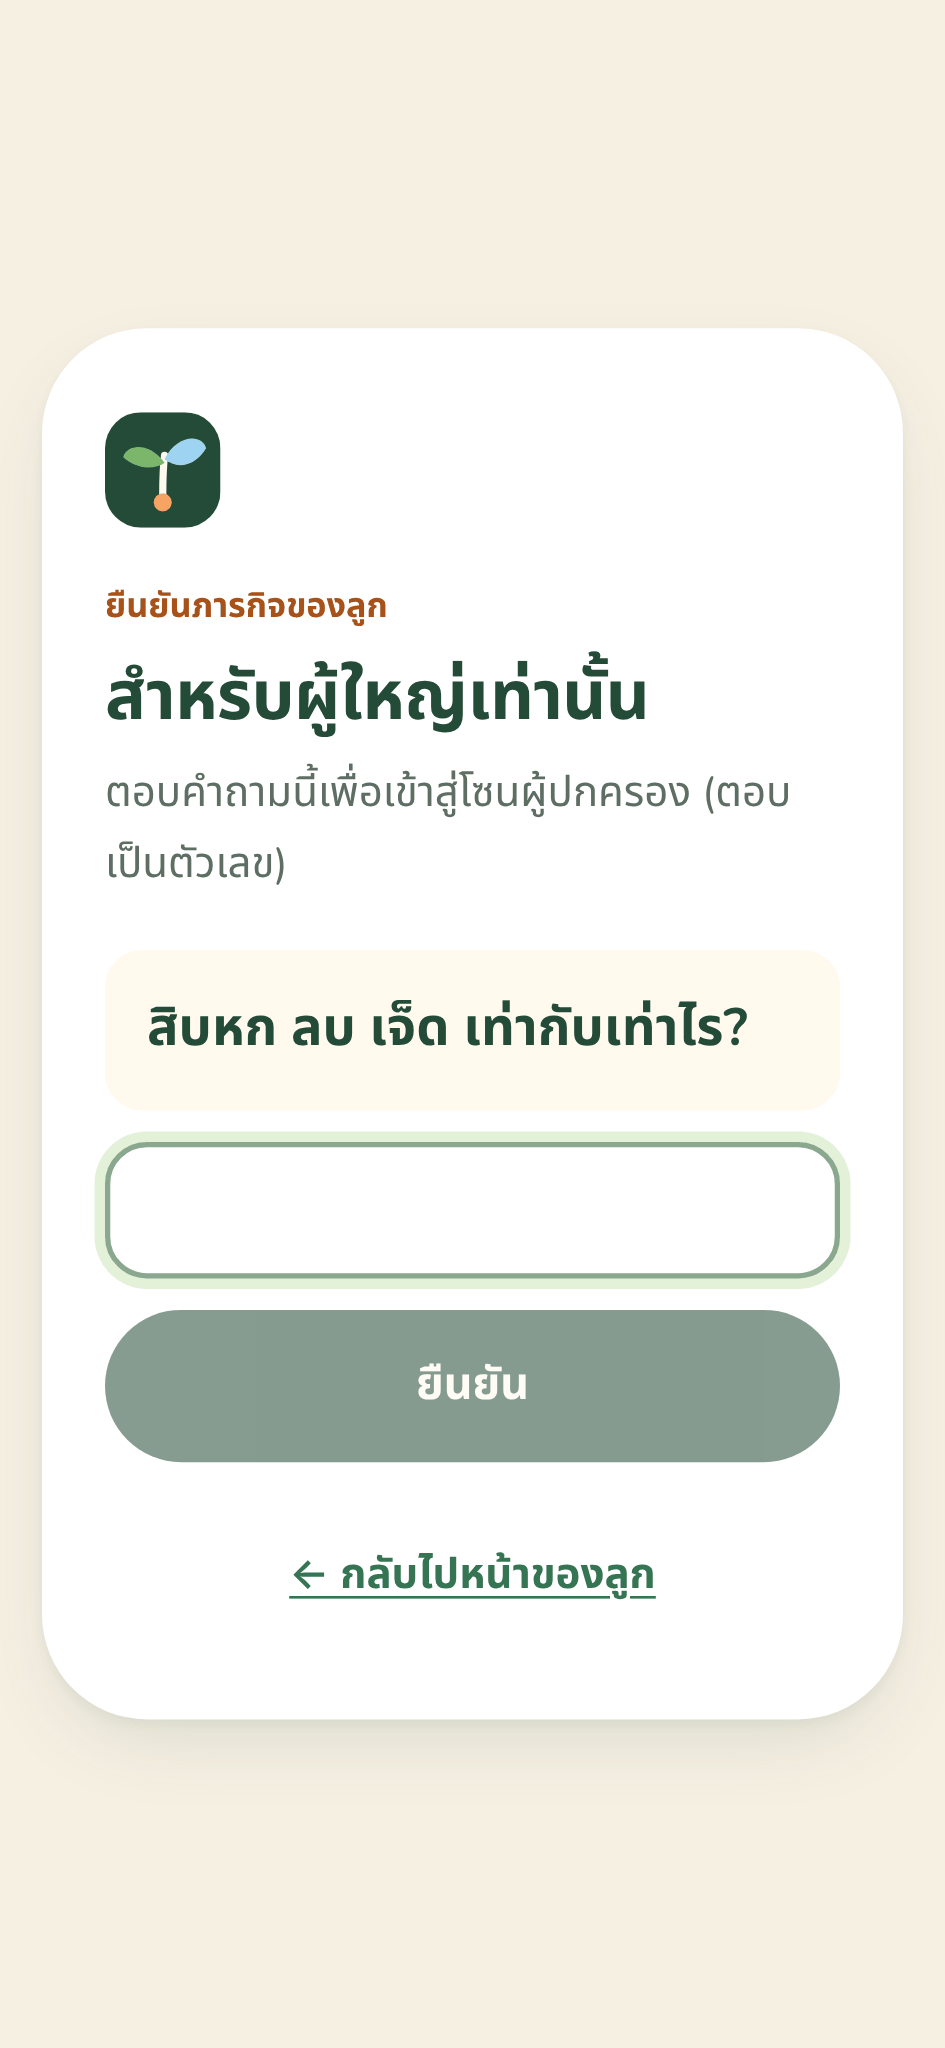 ยืนยันภารกิจของลูก
สำหรับผู้ใหญ่เท่านั้น
ตอบคำถามนี้เพื่อเข้าสู่โซนผู้ปกครอง (ตอบ
เป็นตัวเลข)
สิบหก ลบ เจ็ด เท่ากับเท่าไร?
ยืนยัน
← กลับไปหน้าของลูก